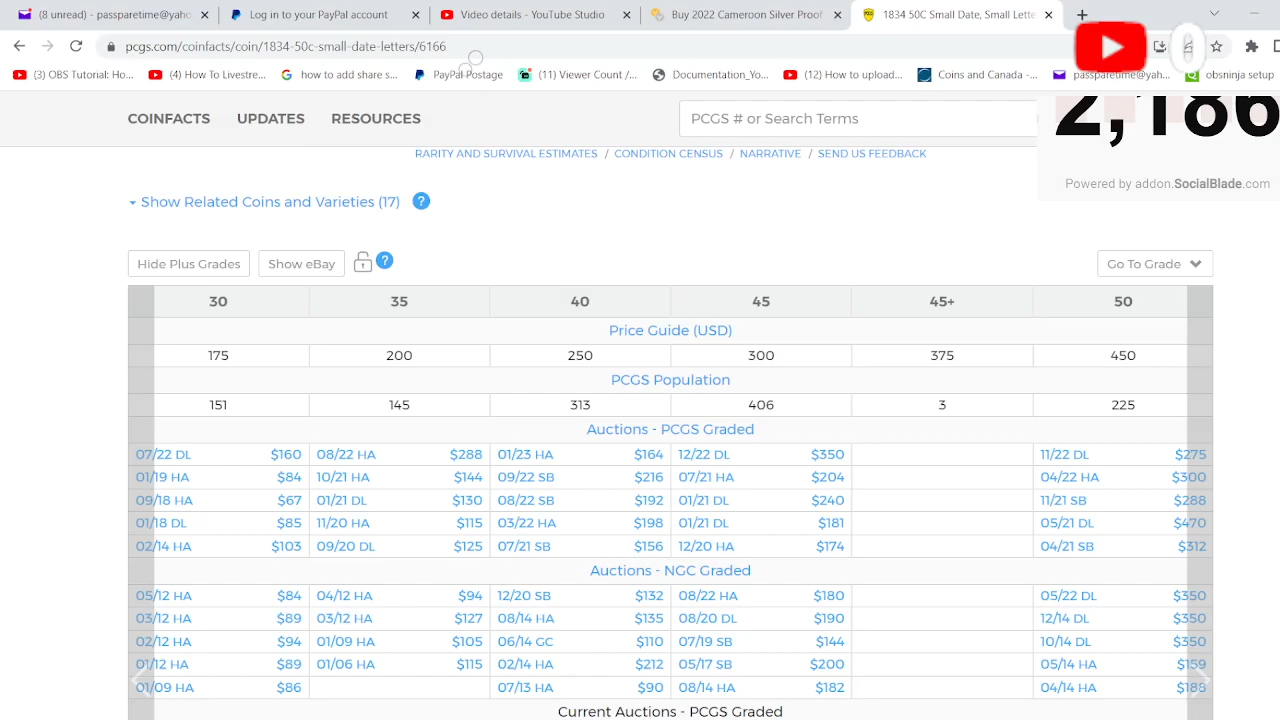 (8 unread) - passparetime@yaho
Log in to your PayPal account
Video details - YouTube Studio
Buy 2022 Cameroon Silver Proof
1834 50C Small Date, Small Lette
pcgs.com/coinfacts/coin/1834-50c-small-date-letters/6166
(3) OBS Tutorial: Ho...
(4) How To Livestre...
how to add shar...
PayPal Postage
(11) Viewer Count /...
Documentation_Yo...
(12) How to upload...
Coins and Canada -...
passparetime@yah...
obsninja setup
0
COINFACTS UPDATES RESOURCES
PCGS # or Search Terms
2,186
Powered by addon.SocialBlade.com
RARITY AND SURVIVAL ESTIMATES / CONDITION CENSUS / NARRATIVE / SEND US FEEDBACK
Show Related Coins and Varieties (17) ?
Hide Plus Grades Show eBay ? Go To Grade
30 35 40 45 45+ 50
Price Guide (USD)
175 200 250 300 375 450
PCGS Population
151 145 313 406 3 225
Auctions - PCGS Graded
07/22 DL $160 08/22 HA $288 01/23 HA $164 12/22 DL $350 11/22 DL $275
01/19 HA $84 10/21 HA $144 09/22 SB $216 07/21 HA $204 04/22 HA $300
09/18 HA $67 01/21 DL $130 08/22 SB $192 01/21 DL $240 11/21 SB $288
01/18 DL $85 11/20 HA $115 03/22 HA $198 01/21 DL $181 05/21 DL $470
02/14 HA $103 09/20 DL $125 07/21 SB $156 12/20 HA $174 04/21 SB $312
Auctions - NGC Graded
05/12 HA $84 04/12 HA $94 12/20 SB $132 08/22 HA $180 05/22 DL $350
03/12 HA $89 03/12 HA $127 08/14 HA $135 08/20 DL $190 12/14 DL $350
02/12 HA $94 01/09 HA $105 06/14 GC $110 07/19 SB $144 10/14 DL $350
01/12 HA $89 01/06 HA $115 02/14 HA $212 05/17 SB $200 05/14 HA $159
01/09 HA $86 07/13 HA $90 08/14 HA $182 04/14 HA $188
Current Auctions - PCGS Graded